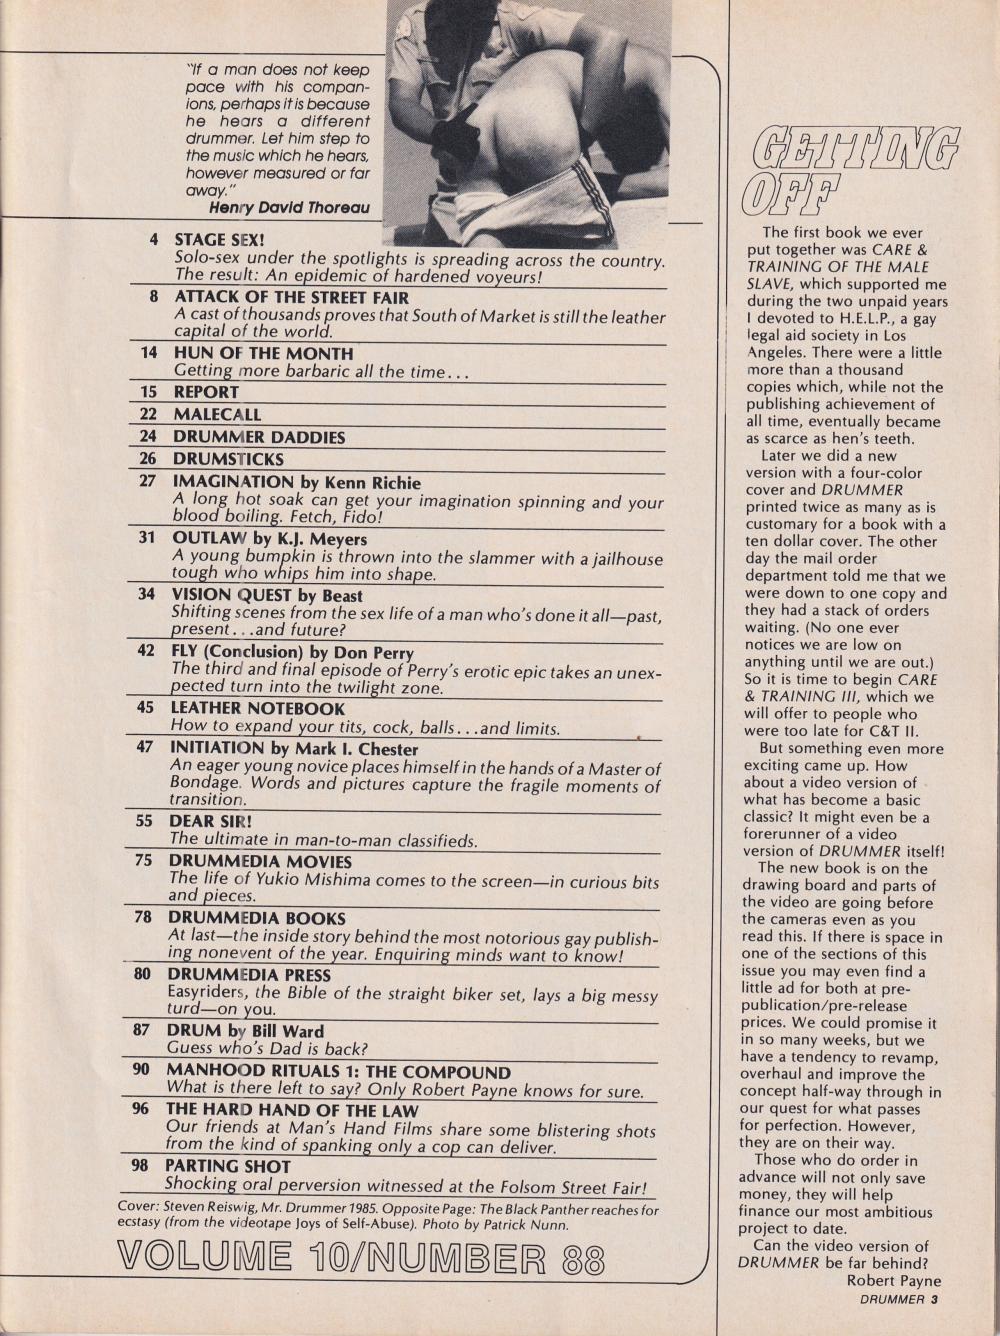 "If a man does not keep
pace with his compan-
ions, perhaps it is because
he hears a different
drummer. Let him step to
the music which he hears,
however measured or far
away."
Henry David Thoreau
4 STAGE SEX!
Solo-sex under the spotlights is spreading across the country.
The result: An epidemic of hardened voyeurs!
8 ATTACK OF THE STREET FAIR
A cast of thousands proves that South of Market is still the leather
capital of the world.
14 HUN OF THE MONTH
Getting more barbaric all the time...
15 REPORT
22 MALECALL
24 DRUMMER DADDIES
26 DRUMSTICKS
27 IMAGINATION by Kenn Richie
A long hot soak can get your imagination spinning and your
blood boiling. Fetch, Fido!
31 OUTLAW by K.J. Meyers
A young bumpkin is thrown into the slammer with a jailhouse
tough who whips him into shape.
34 VISION QUEST by Beast
Shifting scenes from the sex life of a man who's done it all—past,
present...and future?
42 FLY (Conclusion) by Don Perry
The third and final episode of Perry's erotic epic takes an unex-
pected turn into the twilight zone.
45 LEATHER NOTEBOOK
How to expand your tits, cock, balls...and limits.
47 INITIATION by Mark I. Chester
An eager young novice places himself in the hands of a Master of
Bondage. Words and pictures capture the fragile moments of
transition.
55 DEAR SIR!
The ultimate in man-to-man classifieds.
75 DRUMMEDIA MOVIES
The life of Yukio Mishima comes to the screen—in curious bits
and pieces.
78 DRUMMEDIA BOOKS
At last—the inside story behind the most notorious gay publish-
ing nonevent of the year. Enquiring minds want to know!
80 DRUMMEDIA PRESS
Easyriders, the Bible of the straight biker set, lays a big messy
turd—on you.
87 DRUM by Bill Ward
Guess who's Dad is back?
90 MANHOOD RITUALS 1: THE COMPOUND
What is there left to say? Only Robert Payne knows for sure.
96 THE HARD HAND OF THE LAW
Our friends at Man's Hand Films share some blistering shots
from the kind of spanking only a cop can deliver.
98 PARTING SHOT
Shocking oral perversion witnessed at the Folsom Street Fair!
Cover: Steven Reiswig, Mr. Drummer 1985. Opposite Page: The Black Panther reaches for
ecstasy (from the videotape Joys of Self-Abuse). Photo by Patrick Nunn.
VOLUME 10/NUMBER 88
GETTING
OFF
The first book we ever
put together was CARE &
TRAINING OF THE MALE
SLAVE, which supported me
during the two unpaid years
I devoted to H.E.L.P., a gay
legal aid society in Los
Angeles. There were a little
more than a thousand
copies which, while not the
publishing achievement of
all time, eventually became
as scarce as hen's teeth.
Later we did a new
version with a four-color
cover and DRUMMER
printed twice as many as is
customary for a book with a
ten dollar cover. The other
day the mail order
department told me that we
were down to one copy and
they had a stack of orders
waiting. (No one ever
notices we are low on
anything until we are out.)
So it is time to begin CARE
& TRAINING III, which we
will offer to people who
were too late for C&T II.
But something even more
exciting came up. How
about a video version of
what has become a basic
classic? It might even be a
forerunner of a video
version of DRUMMER itself!
The new book is on the
drawing board and parts of
the video are going before
the cameras even as you
read this. If there is space in
one of the sections of this
issue you may even find a
little ad for both at pre-
publication/pre-release
prices. We could promise it
in so many weeks, but we
have a tendency to revamp,
overhaul and improve the
concept half-way through in
our quest for what passes
for perfection. However,
they are on their way.
Those who do order in
advance will not only save
money, they will help
finance our most ambitious
project to date.
Can the video version of
DRUMMER be far behind?
Robert Payne
DRUMMER 3